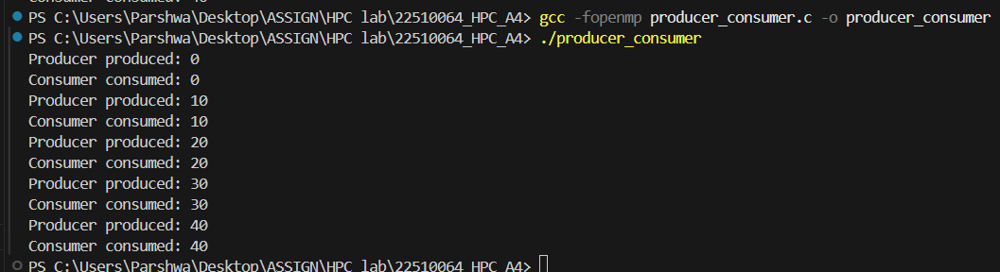 Consumer consumed: 40
PS C:\Users\Parshwa\Desktop\ASSIGN\HPC lab\22510064_HPC_A4> gcc -fopenmp producer_consumer.c -o producer_consumer
PS C:\Users\Parshwa\Desktop\ASSIGN\HPC lab\22510064_HPC_A4> ./producer_consumer
Producer produced: 0
Consumer consumed: 0
Producer produced: 10
Consumer consumed: 10
Producer produced: 20
Consumer consumed: 20
Producer produced: 30
Consumer consumed: 30
Producer produced: 40
Consumer consumed: 40
PS C:\Users\Parshwa\Desktop\ASSIGN\HPC lab\22510064_HPC_A4>